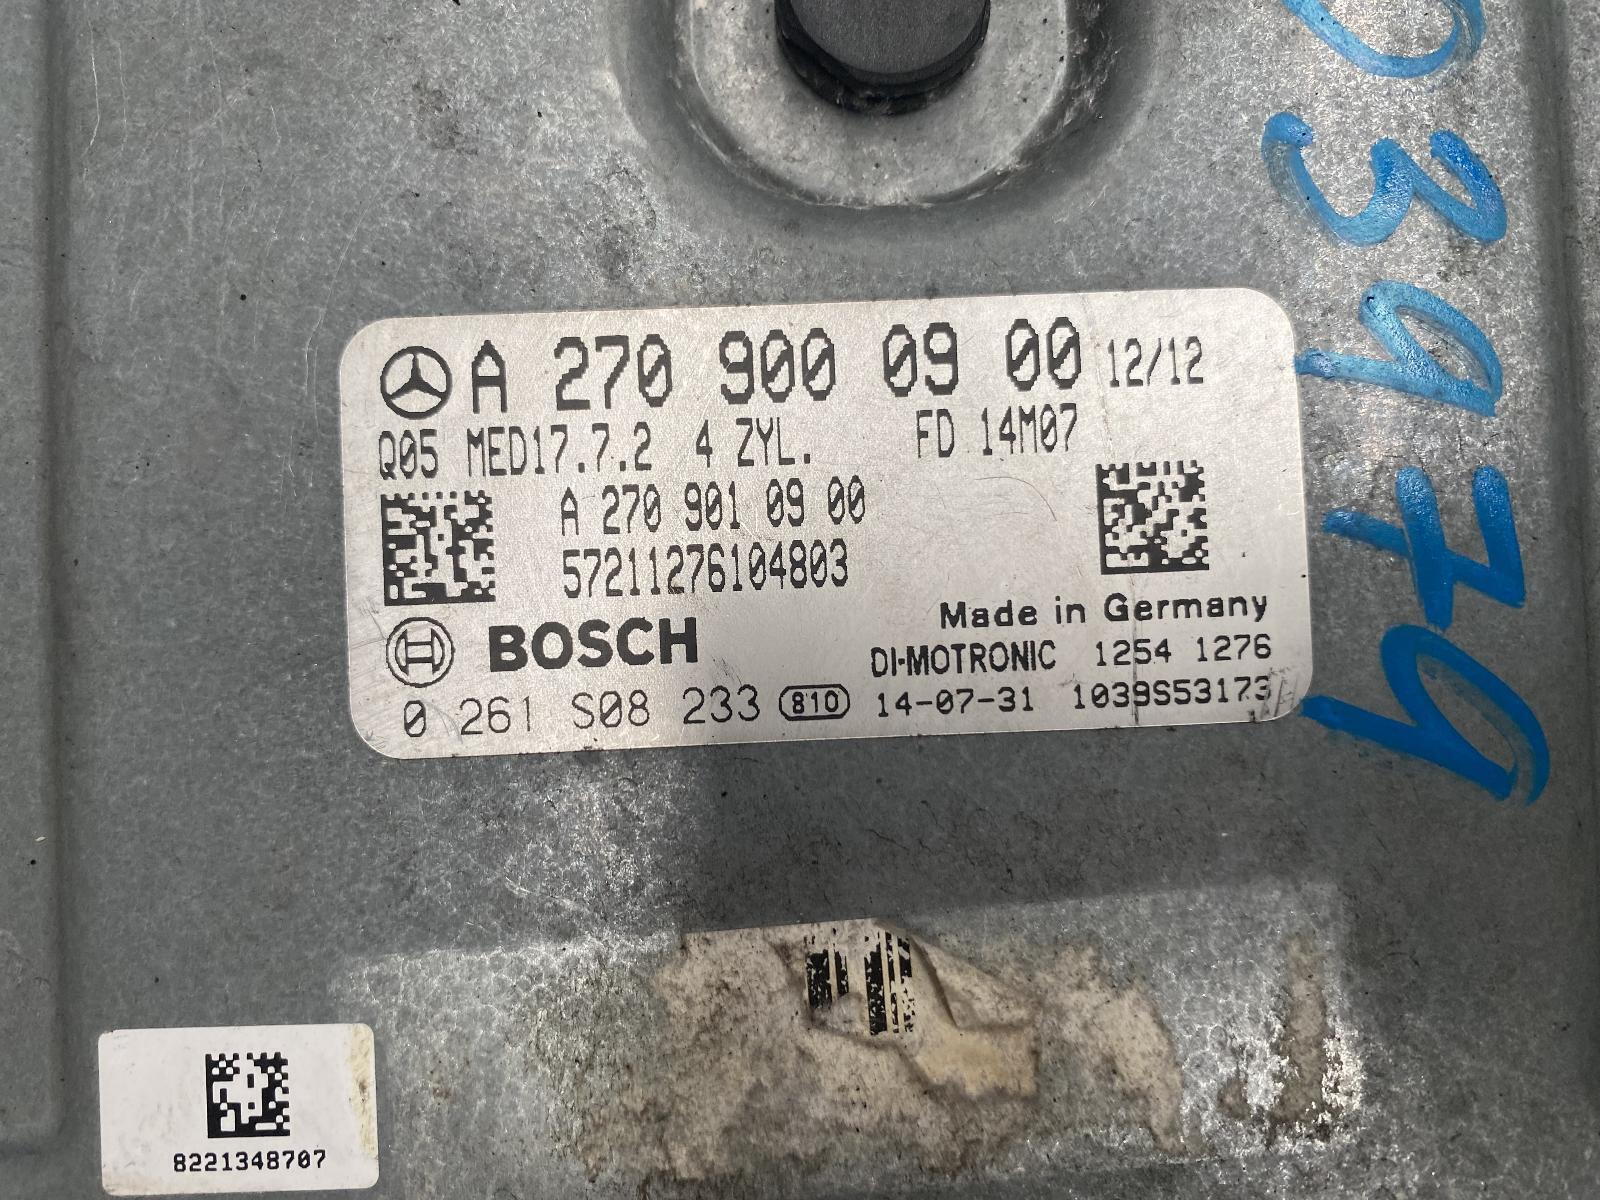 A 270 900 09 00 12/12
Q05 MED17.7.2 4 ZYL. FD 14M07
A 270 901 09 00
57211276104803
Made in Germany
BOSCH DI-MOTRONIC 1254 1276
0 261 S08 233 810 14-07-31 1039S53173
03979
8221348707